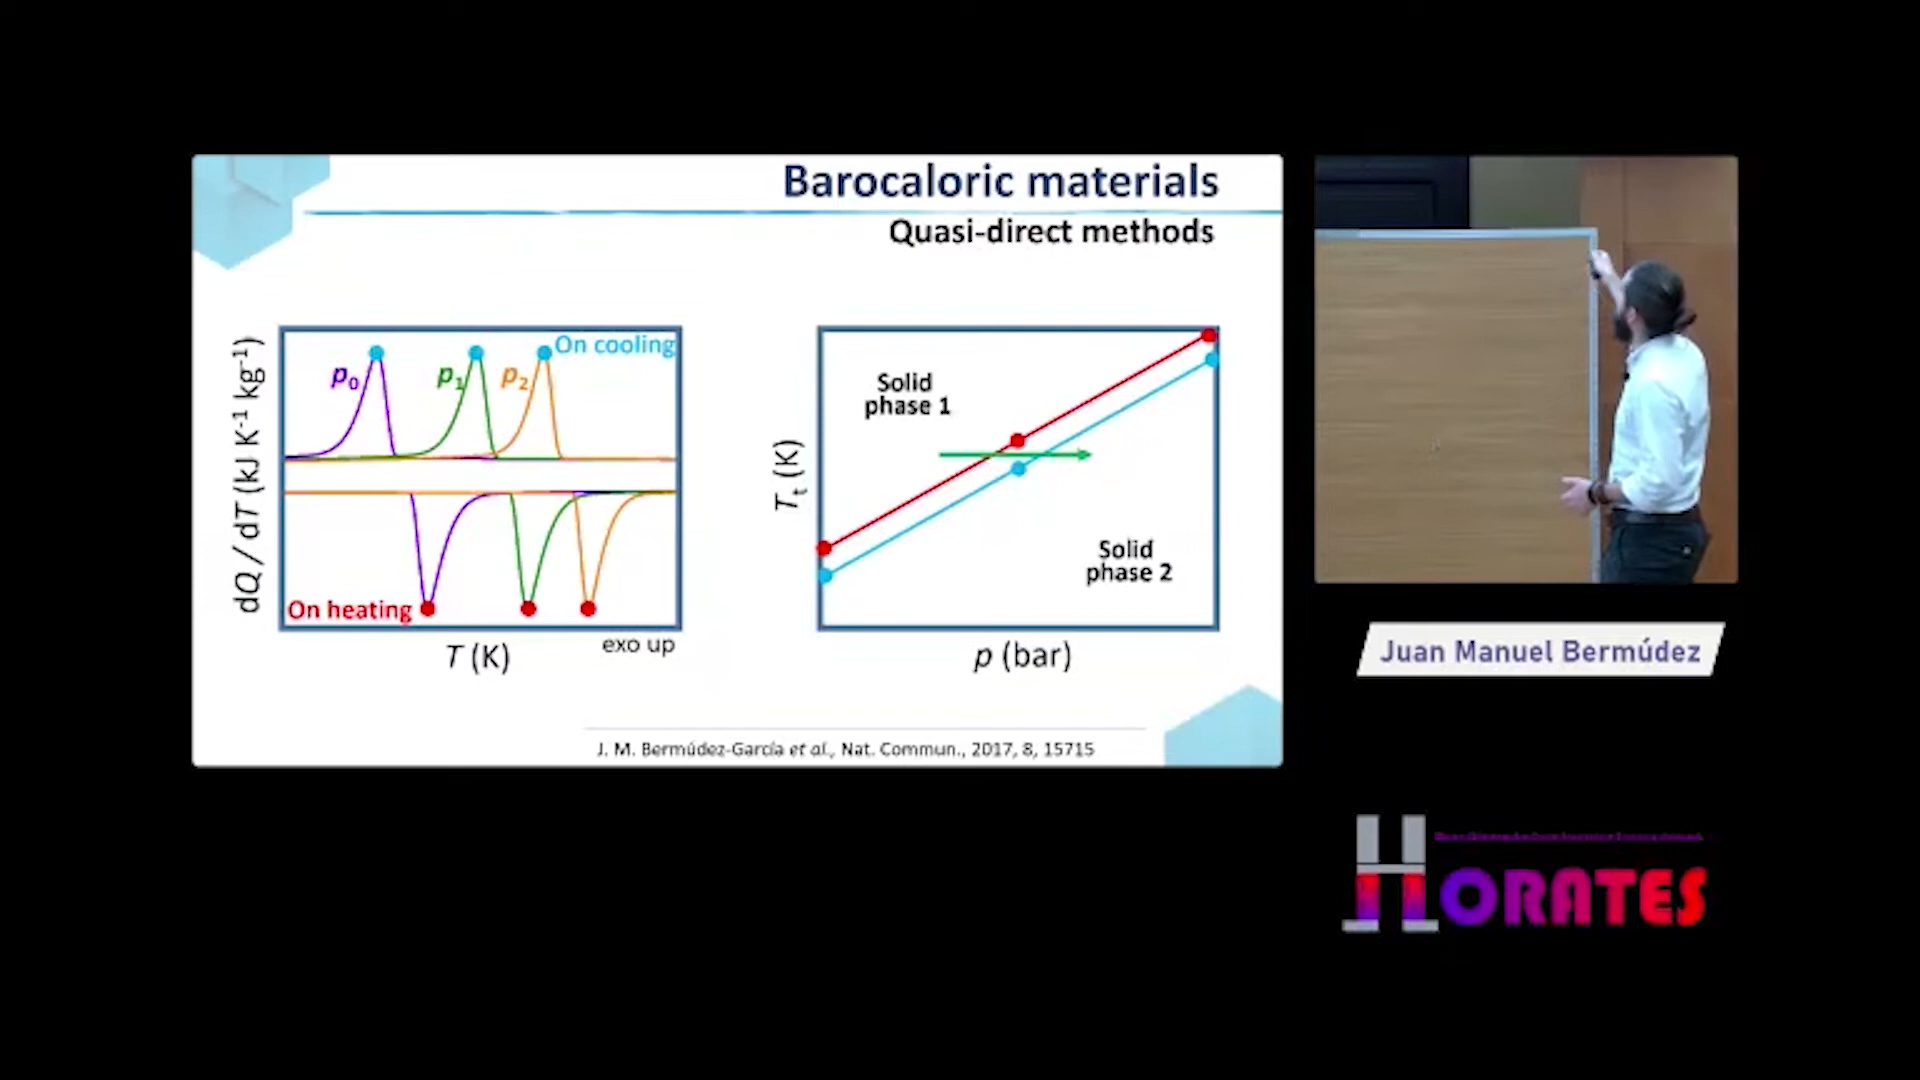 Barocaloric materials
Quasi-direct methods
dQ / dT (kJ K⁻¹ kg⁻¹)
On cooling
p₀
p₁
p₂
On heating
T (K)
exo up
Solid
phase 1
Tₜ (K)
Solid
phase 2
p (bar)
J. M. Bermúdez-García et al., Nat. Commun., 2017, 8, 15715
Juan Manuel Bermúdez
HORATES